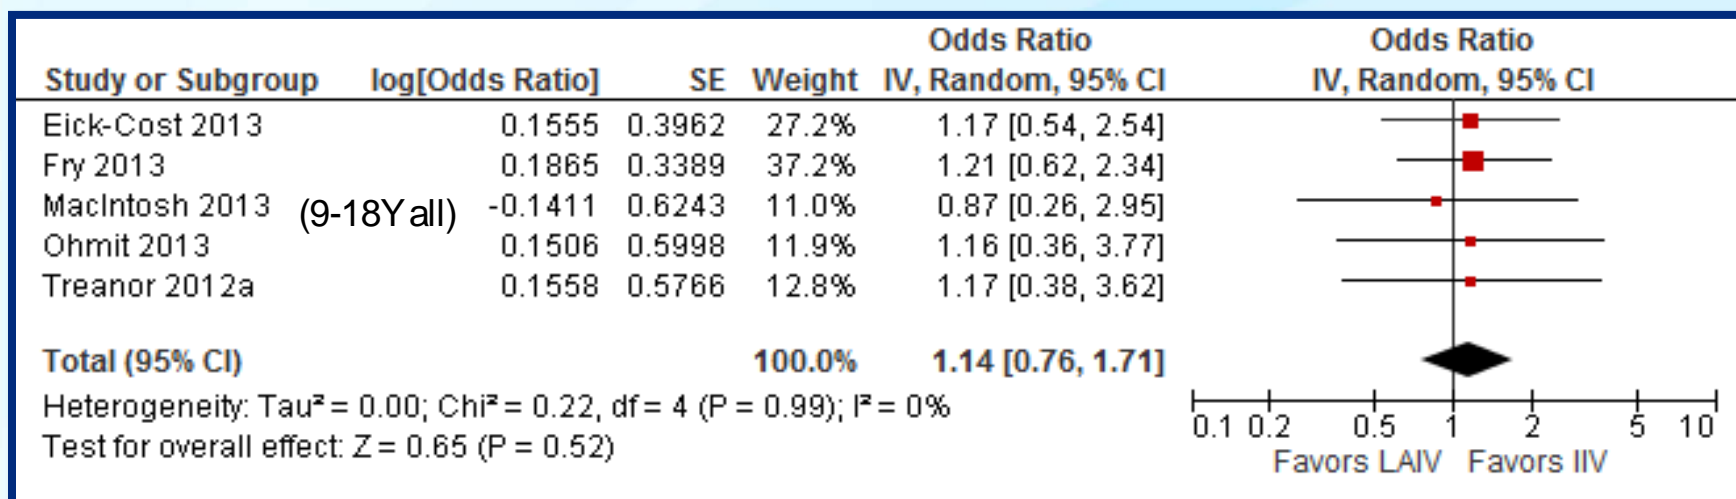 Odds Ratio Odds Ratio
Study or Subgroup log[Odds Ratio] SE Weight IV, Random, 95% CI IV, Random, 95% CI
Eick-Cost 2013 0.1555 0.3962 27.2% 1.17 [0.54, 2.54]
Fry 2013 0.1865 0.3389 37.2% 1.21 [0.62, 2.34]
MacIntosh 2013 (9-18Yall) -0.1411 0.6243 11.0% 0.87 [0.26, 2.95]
Ohmit 2013 0.1506 0.5998 11.9% 1.16 [0.36, 3.77]
Treanor 2012a 0.1558 0.5766 12.8% 1.17 [0.38, 3.62]
Total (95% CI) 100.0% 1.14 [0.76, 1.71]
Heterogeneity: Tau² = 0.00; Chi² = 0.22, df = 4 (P = 0.99); I² = 0%
Test for overall effect: Z = 0.65 (P = 0.52)
0.1 0.2 0.5 1 2 5 10
Favors LAIV Favors IIV